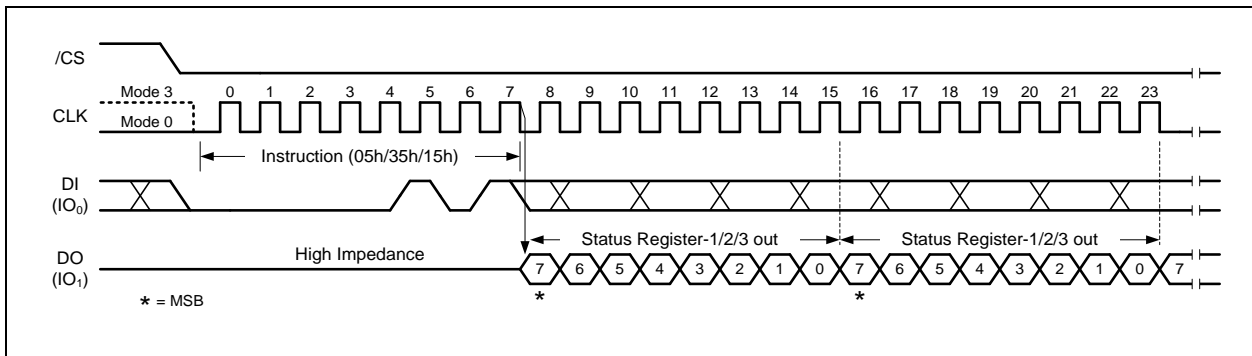 /CS
Mode 3
CLK
Mode 0
0 1 2 3 4 5 6 7 8 9 10 11 12 13 14 15 16 17 18 19 20 21 22 23
Instruction (05h/35h/15h)
DI
(IO0)
Status Register-1/2/3 out
Status Register-1/2/3 out
DO
(IO1)
High Impedance
7 6 5 4 3 2 1 0 7 6 5 4 3 2 1 0 7
* *
* = MSB